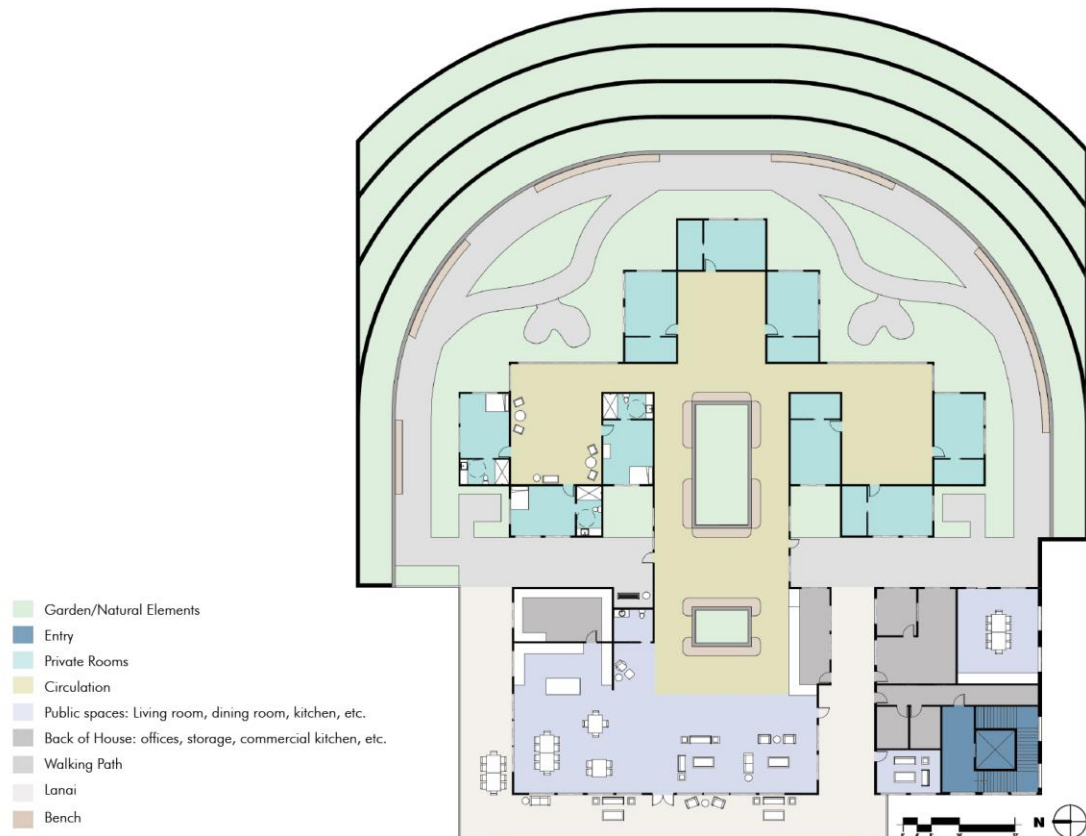 Garden/Natural Elements
Entry
Private Rooms
Circulation
Public spaces: Living room, dining room, kitchen, etc.
Back of House: offices, storage, commercial kitchen, etc.
Walking Path
Lanai
Bench
N